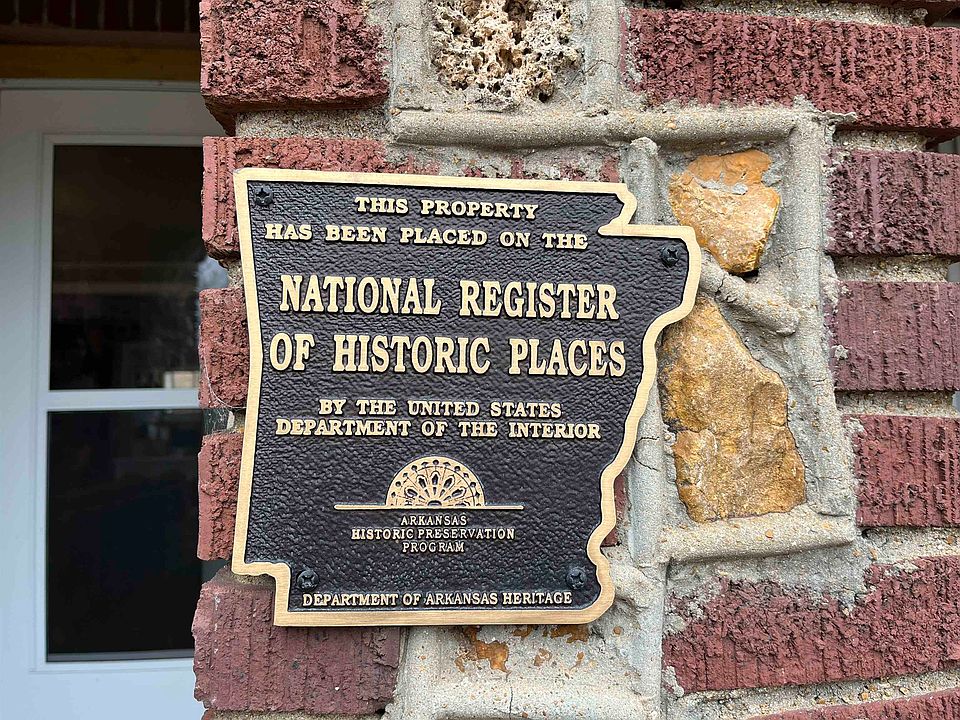 THIS PROPERTY
HAS BEEN PLACED ON THE
NATIONAL REGISTER
OF HISTORIC PLACES
BY THE UNITED STATES
DEPARTMENT OF THE INTERIOR
ARKANSAS
HISTORIC PRESERVATION
PROGRAM
DEPARTMENT OF ARKANSAS HERITAGE